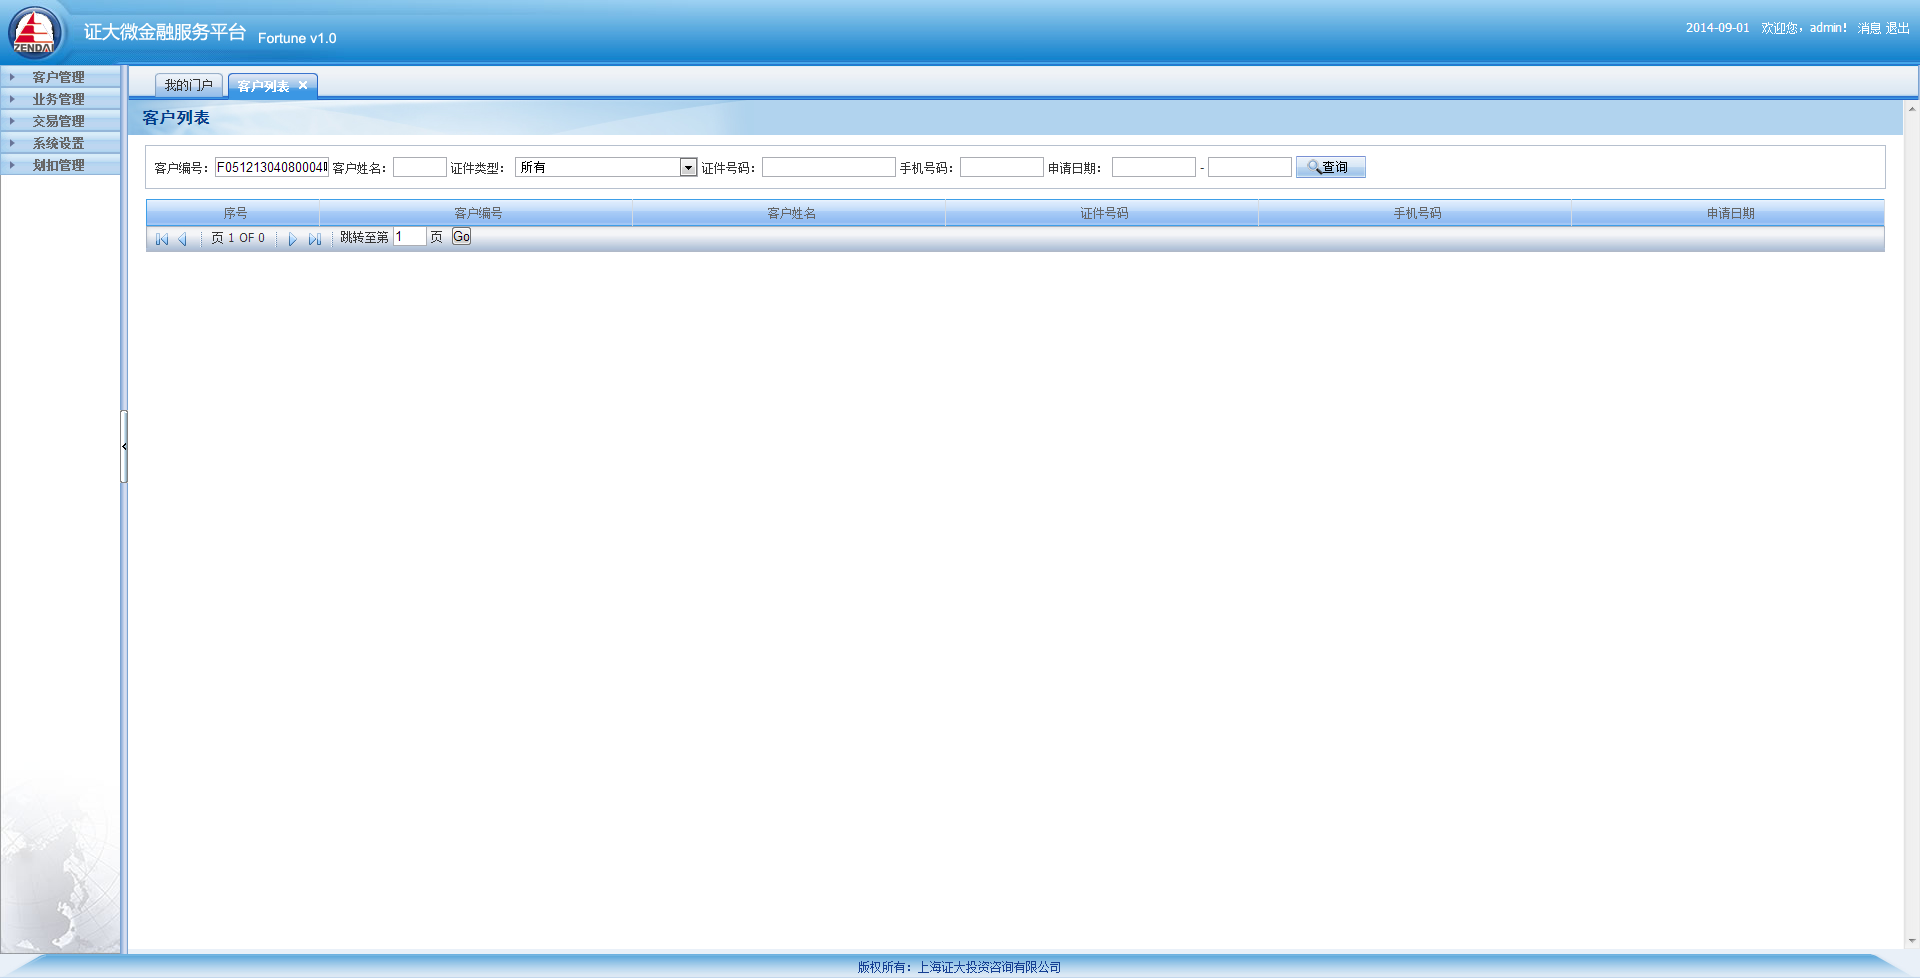 ZENDAI
证大微金融服务平台 Fortune v1.0
2014-09-01 欢迎您，admin! 消息 退出
客户管理
业务管理
交易管理
系统设置
划扣管理
我的门户 客户列表 ×
客户列表
客户编号： F05121304080004 客户姓名： 证件类型： 所有 证件号码： 手机号码： 申请日期： - 查询
序号 客户编号 客户姓名 证件号码 手机号码 申请日期
页 1 OF 0 跳转至第 1 页 Go
版权所有：上海证大投资咨询有限公司